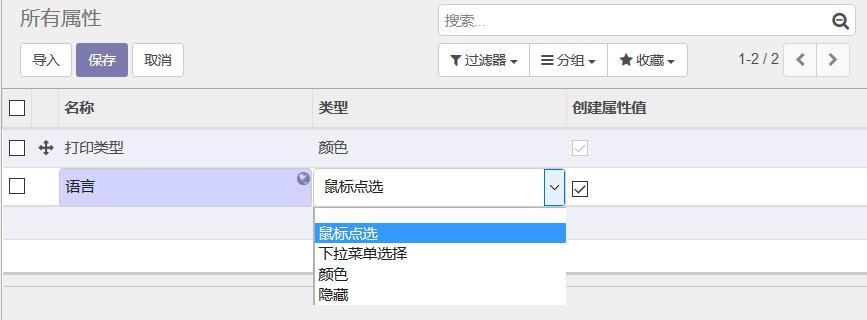 所有属性
搜索...
导入 保存 取消
过滤器 分组 收藏 1-2 / 2
名称 类型 创建属性值
打印类型 颜色
语言 鼠标点选
鼠标点选
下拉菜单选择
颜色
隐藏